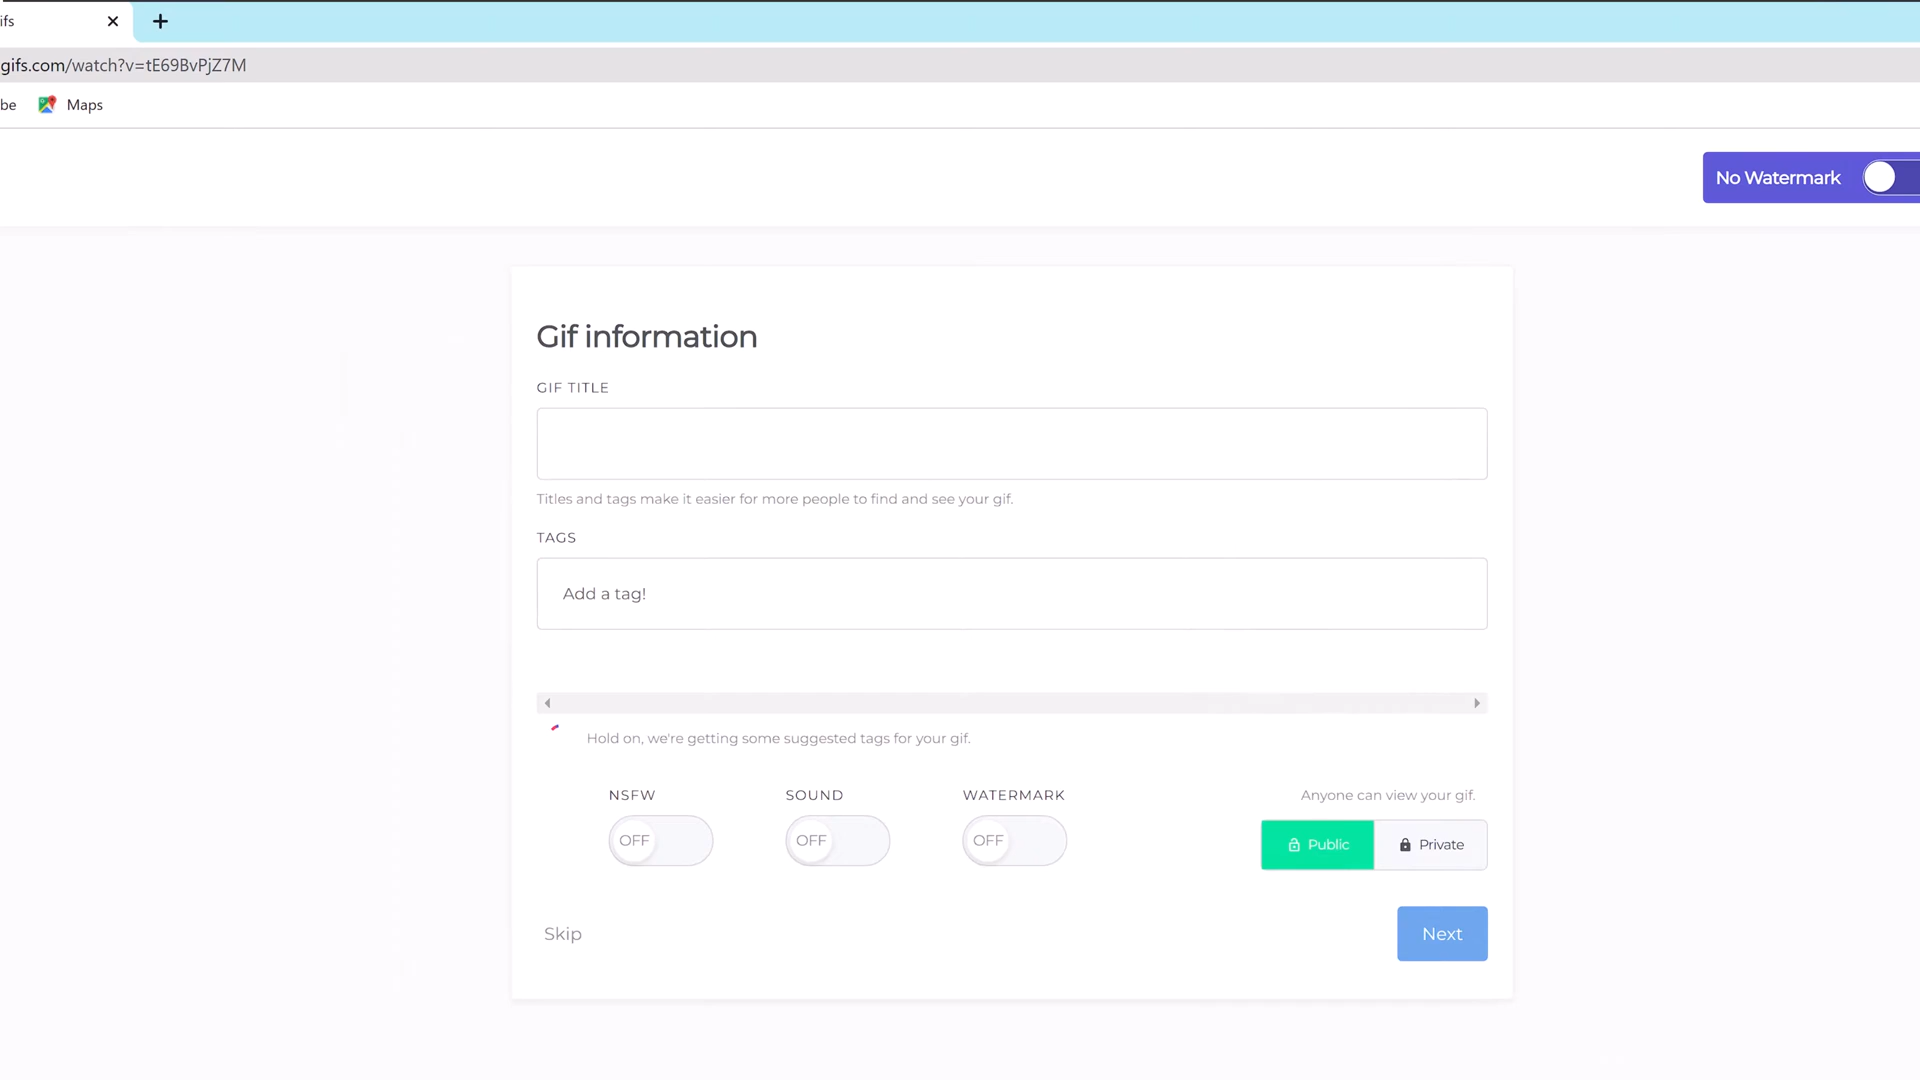 ifs
gifs.com/watch?v=tE69BvPjZ7M
be Maps
No Watermark
Gif information
GIF TITLE
Titles and tags make it easier for more people to find and see your gif.
TAGS
Add a tag!
Hold on, we're getting some suggested tags for your gif.
NSFW SOUND WATERMARK Anyone can view your gif.
OFF OFF OFF Public Private
Skip Next